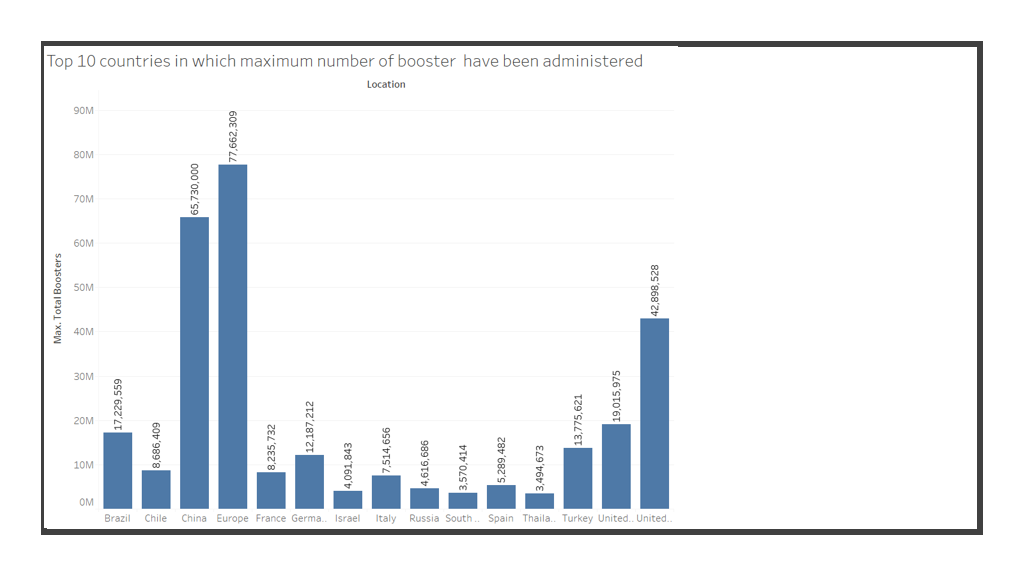 Top 10 countries in which maximum number of booster  have been administered
Location
Max. Total Boosters
90M
80M
70M
60M
50M
40M
30M
20M
10M
0M
17,229,559
8,686,409
65,730,000
77,662,309
8,235,732
12,187,212
4,091,843
7,514,656
4,616,686
3,570,414
5,289,482
3,494,673
13,775,621
19,015,975
42,898,528
Brazil Chile China Europe France Germa.. Israel Italy Russia South .. Spain Thaila.. Turkey United.. United..